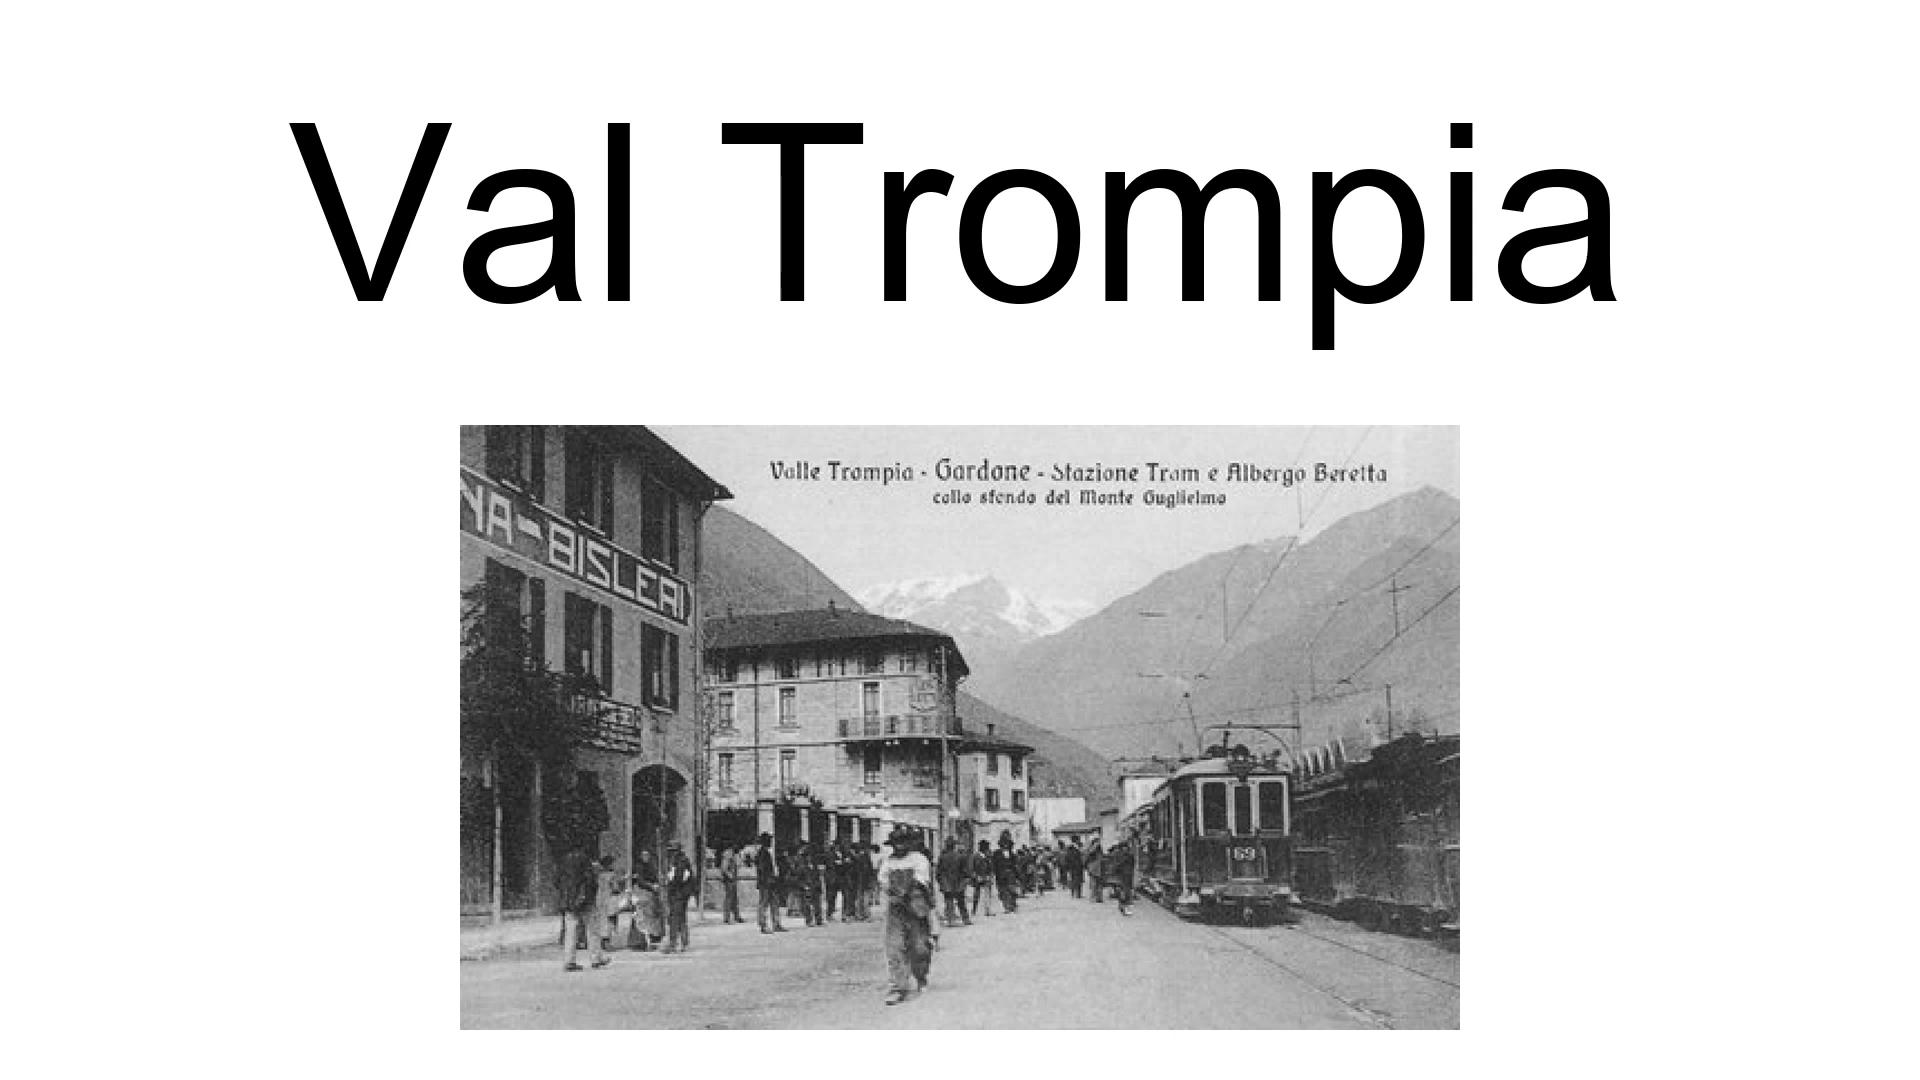 Val Trompia
Valle Trompia - Gardone - Stazione Tram e Albergo Beretta
collo sfondo del Monte Guglielmo
NA-BISLERI
69